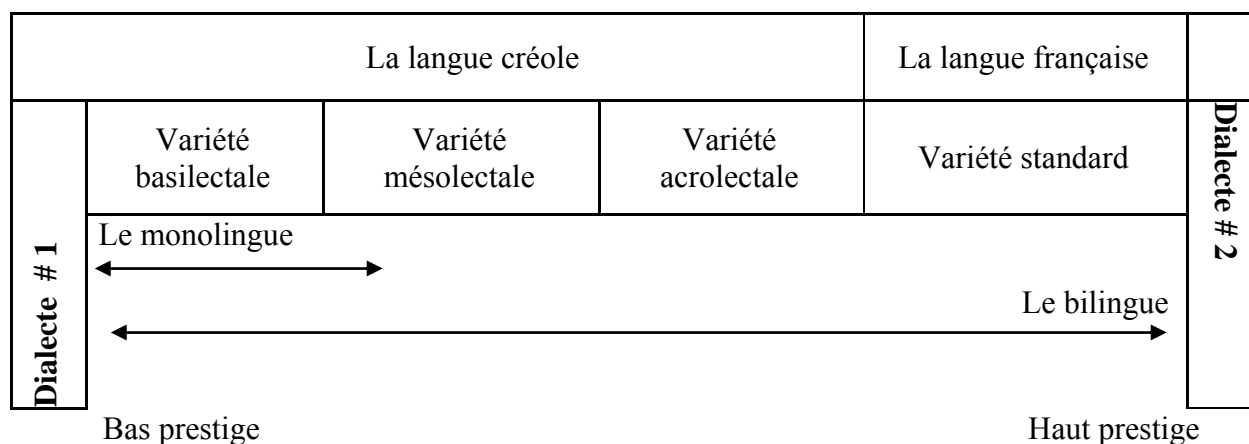 La langue créole
La langue française
Variété
basilectale
Variété
mésolectale
Variété
acrolectale
Variété standard
Dialecte # 1
Dialecte # 2
Le monolingue
Le bilingue
Bas prestige
Haut prestige